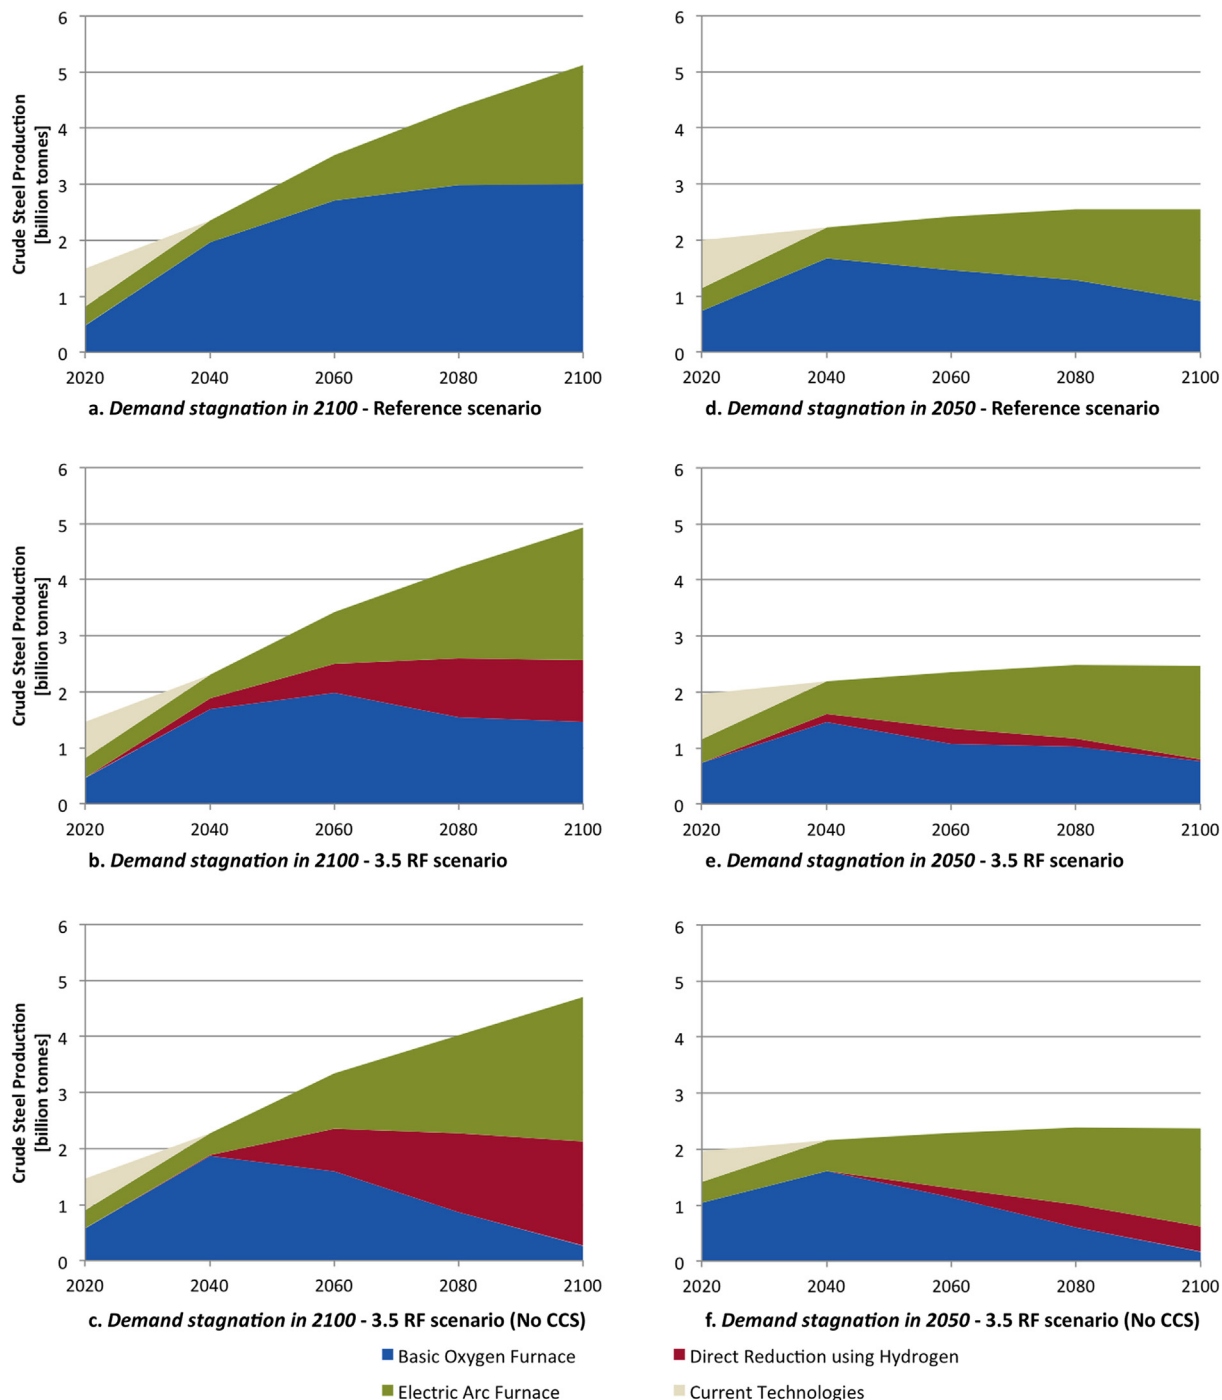 Crude Steel Production
[billion tonnes]
6
5
4
3
2
1
0
2020 2040 2060 2080 2100
a. Demand stagnation in 2100 - Reference scenario
6
5
4
3
2
1
0
2020 2040 2060 2080 2100
d. Demand stagnation in 2050 - Reference scenario
Crude Steel Production
[billion tonnes]
6
5
4
3
2
1
0
2020 2040 2060 2080 2100
b. Demand stagnation in 2100 - 3.5 RF scenario
6
5
4
3
2
1
0
2020 2040 2060 2080 2100
e. Demand stagnation in 2050 - 3.5 RF scenario
Crude Steel Production
[billion tonnes]
6
5
4
3
2
1
0
2020 2040 2060 2080 2100
c. Demand stagnation in 2100 - 3.5 RF scenario (No CCS)
6
5
4
3
2
1
0
2020 2040 2060 2080 2100
f. Demand stagnation in 2050 - 3.5 RF scenario (No CCS)
Basic Oxygen Furnace
Direct Reduction using Hydrogen
Electric Arc Furnace
Current Technologies